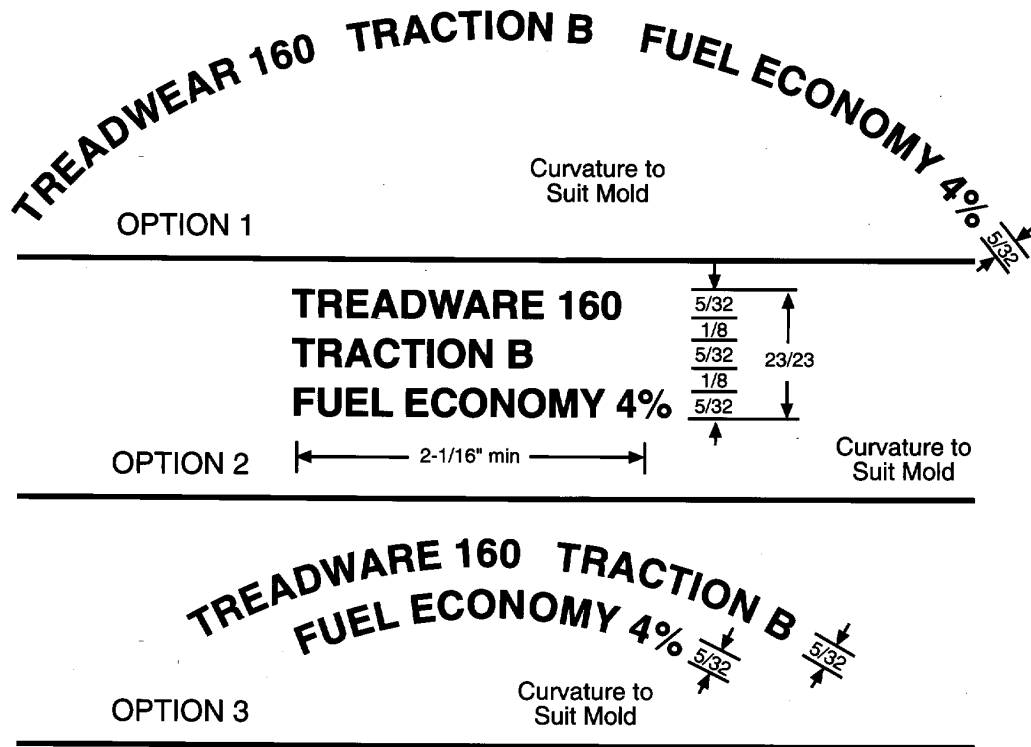 TREADWEAR 160 TRACTION B FUEL ECONOMY 4%
5/32
Curvature to
Suit Mold
OPTION 1
TREADWARE 160
TRACTION B
FUEL ECONOMY 4%
5/32
1/8
5/32
1/8
5/32
23/23
2-1/16" min
OPTION 2
Curvature to
Suit Mold
TREADWARE 160 TRACTION B
5/32
FUEL ECONOMY 4%
5/32
Curvature to
Suit Mold
OPTION 3